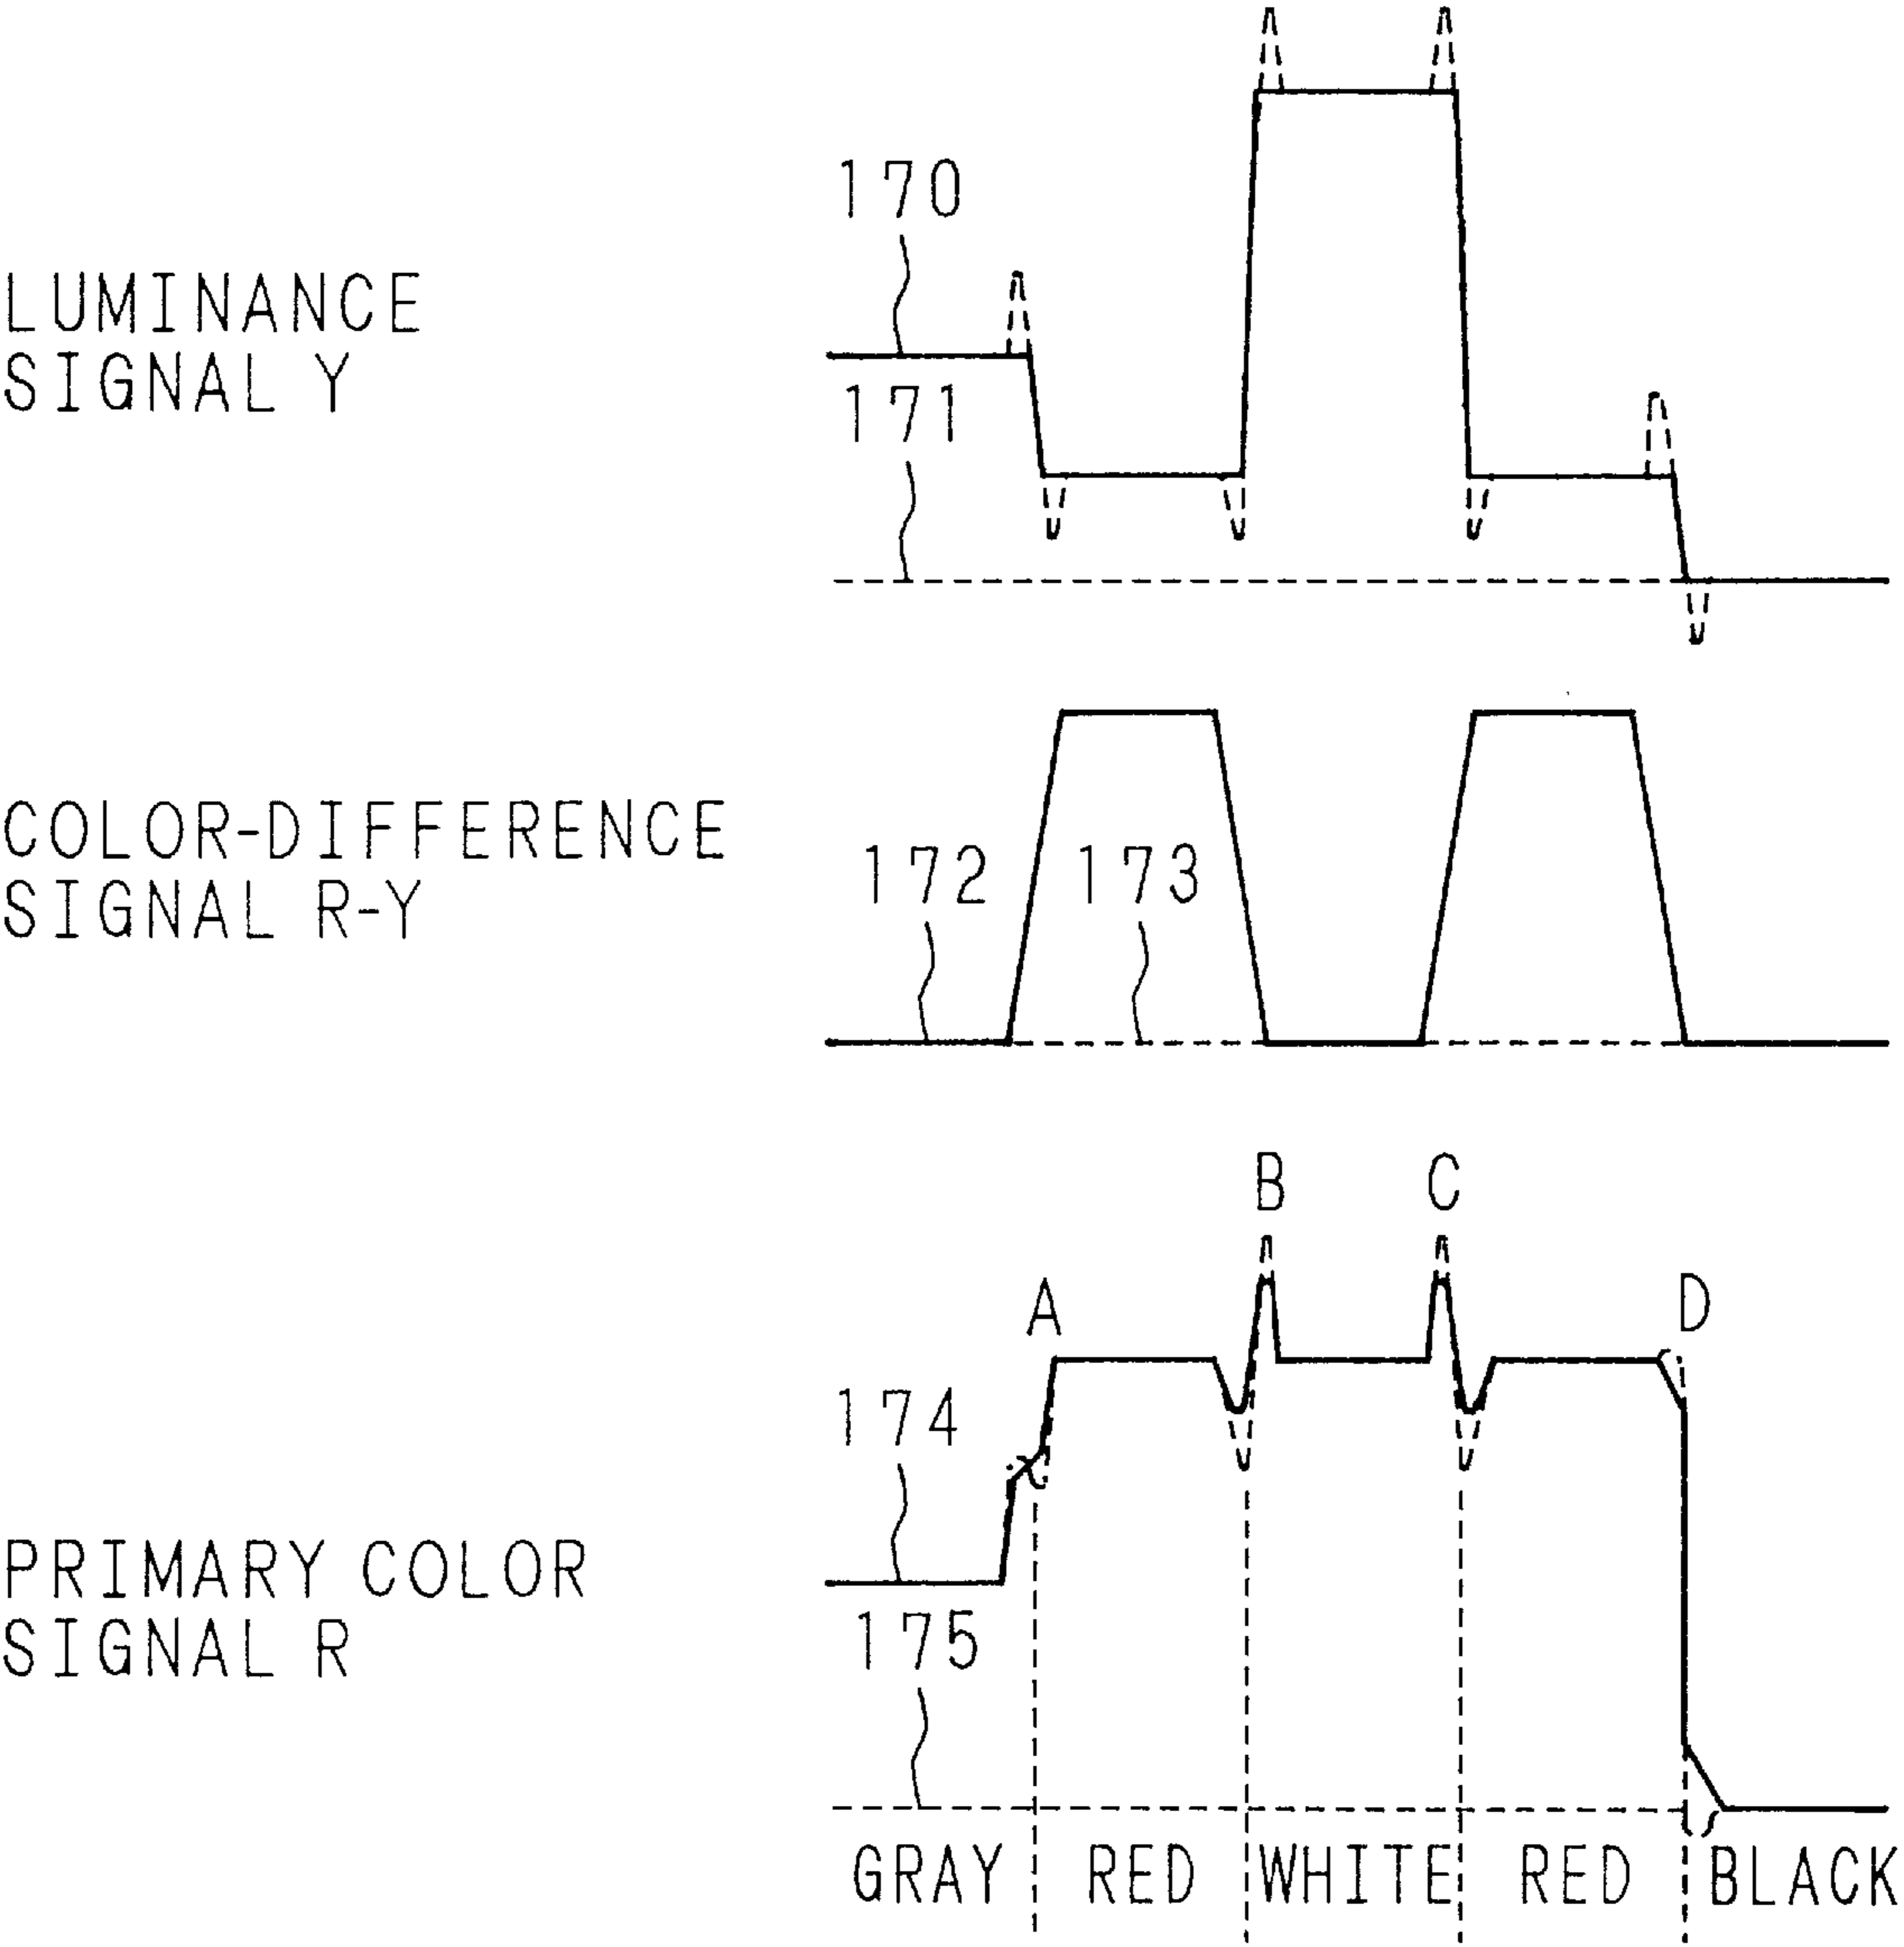 170
LUMINANCE
SIGNAL Y
171
COLOR-DIFFERENCE
SIGNAL R-Y
172
173
B
C
A
D
174
PRIMARY COLOR
SIGNAL R
175
GRAY RED WHITE RED BLACK